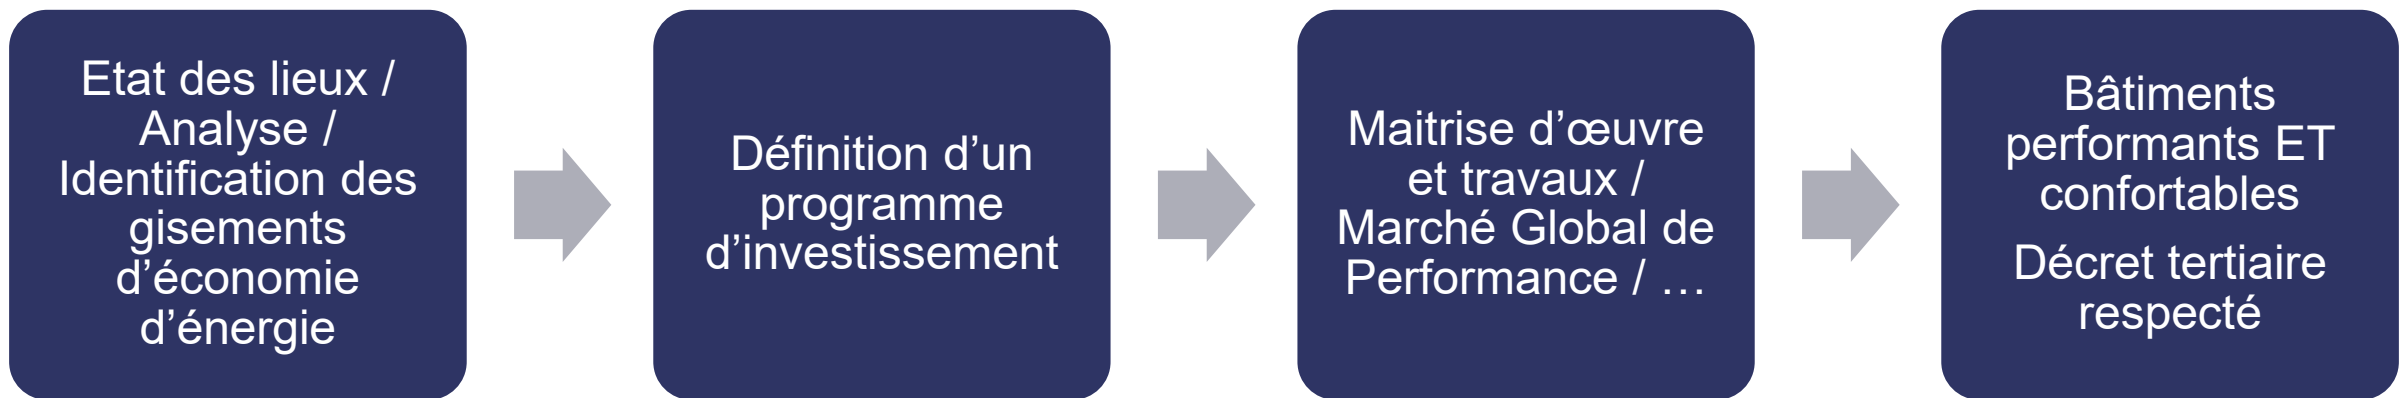 Etat des lieux /
Analyse /
Identification des
gisements
d’économie
d’énergie
Définition d’un
programme
d’investissement
Maitrise d’œuvre
et travaux /
Marché Global de
Performance / …
Bâtiments
performants ET
confortables
Décret tertiaire
respecté